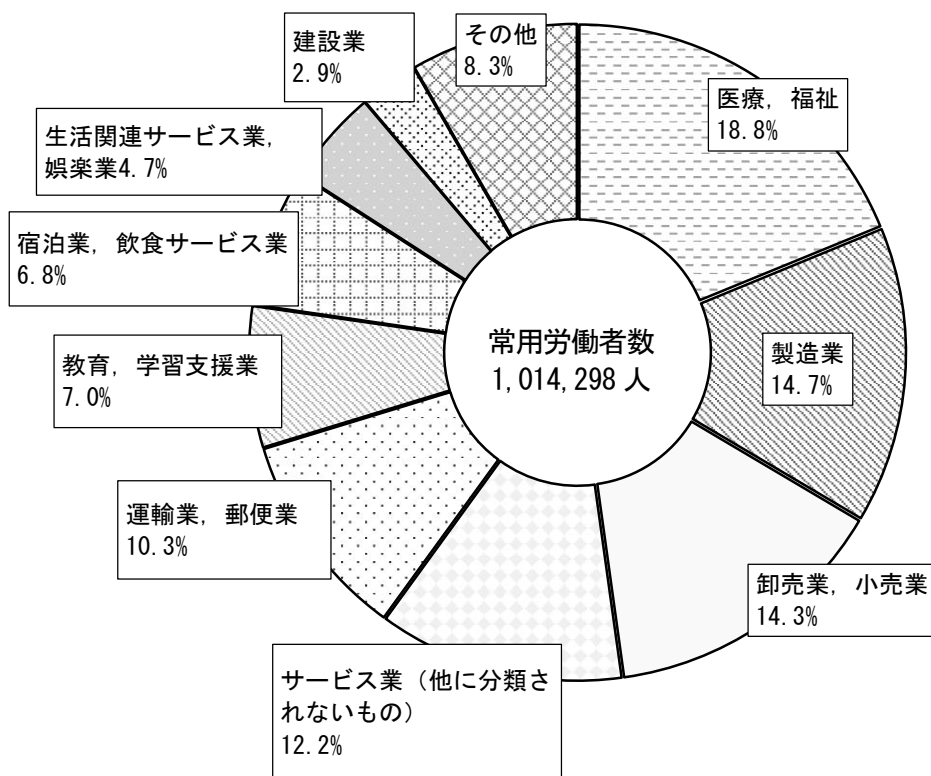 建設業
2.9%
その他
8.3%
医療，福祉
18.8%
生活関連サービス業，
娯楽業4.7%
宿泊業，飲食サービス業
6.8%
常用労働者数
1,014,298 人
製造業
14.7%
教育，学習支援業
7.0%
運輸業，郵便業
10.3%
卸売業，小売業
14.3%
サービス業（他に分類さ
れないもの）
12.2%